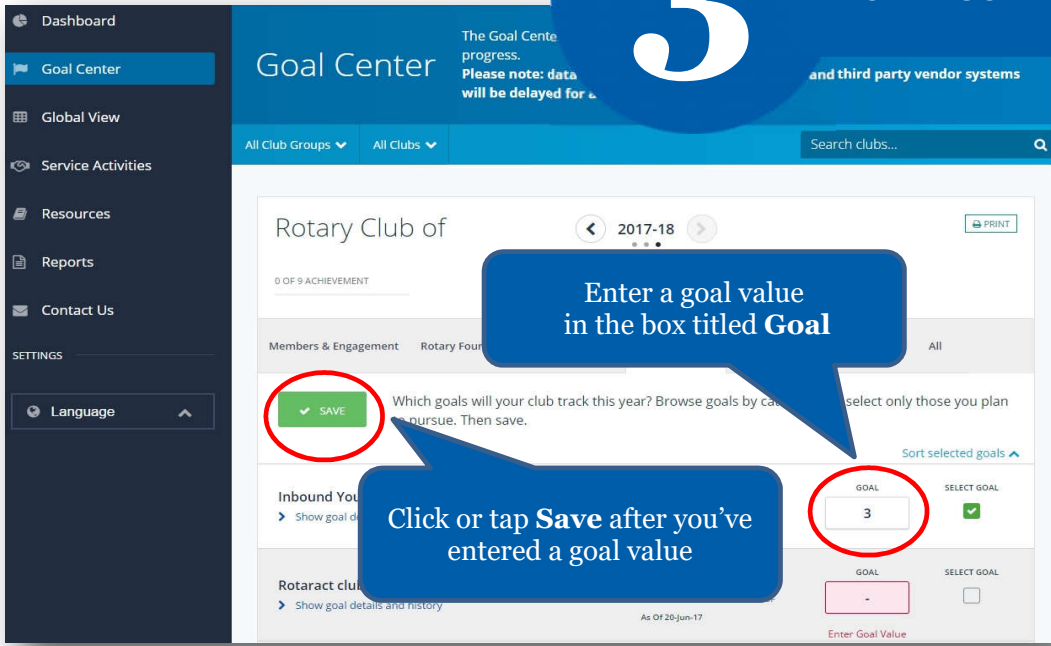 Dashboard
Goal Center
Global View
Service Activities
Resources
Reports
Contact Us
SETTINGS
Language
3
Goal Center
The Goal Cente
progress.
Please note: data and third party vendor systems
will be delayed for
All Club Groups All Clubs
Search clubs...
Rotary Club of
2017-18
PRINT
0 OF 9 ACHIEVEMENT
Enter a goal value
in the box titled Goal
Members & Engagement Rotary Four All
SAVE
Which goals will your club track this year? Browse goals by select only those you plan
pursue. Then save.
Sort selected goals
Inbound You
Show goal de
GOAL
3
SELECT GOAL
Click or tap Save after you’ve
entered a goal value
Rotaract clu
Show goal details and history
As Of 20-Jun-17
GOAL
-
SELECT GOAL
Enter Goal Value